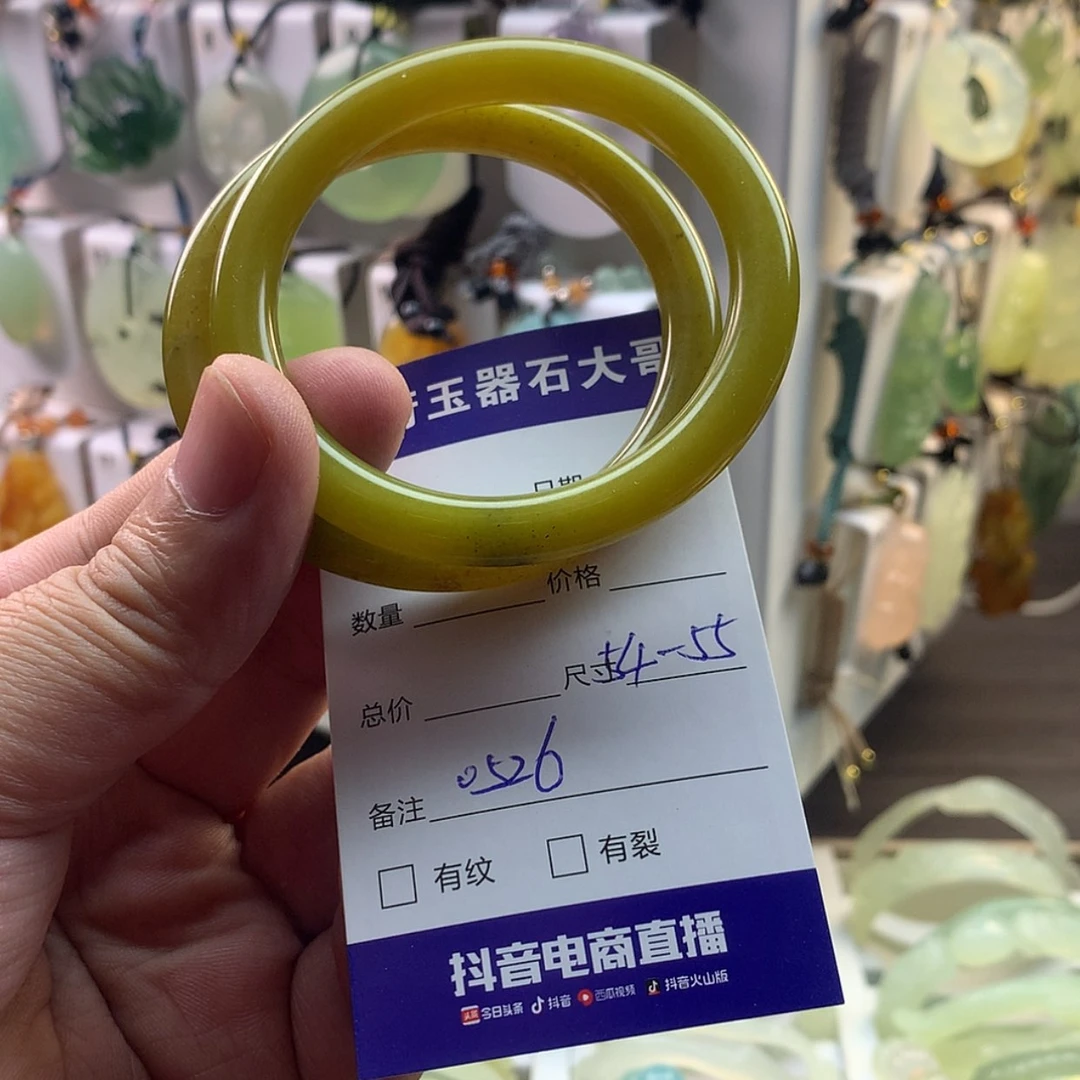 玉器石大哥
日期
数量 价格
总价 尺寸 54-55
备注 0526
有纹 有裂
抖音电商直播
头条 今日头条 抖音 西瓜视频 抖音火山版